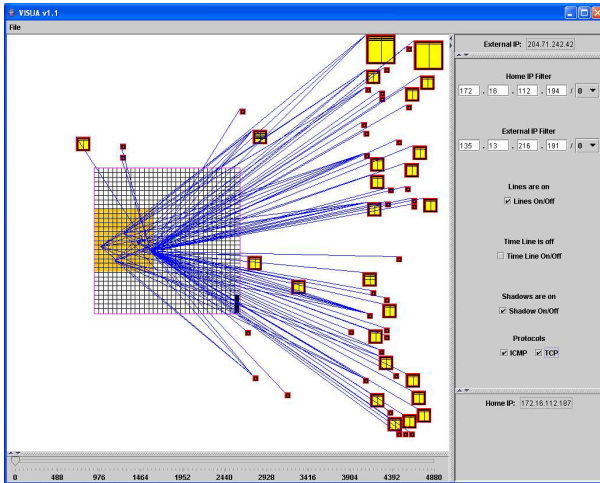 VISUA v1.1
File
External IP: 204.71.242.42
Home IP Filter
172 . 16 . 112 . 194 / 0
External IP Filter
135 . 13 . 216 . 191 / 0
Lines are on
Lines On/Off
Time Line is off
Time Line On/Off
Shadows are on
Shadow On/Off
Protocols
ICMP TCP
Home IP: 172.16.112.187
0 488 976 1464 1952 2440 2928 3416 3904 4392 4880